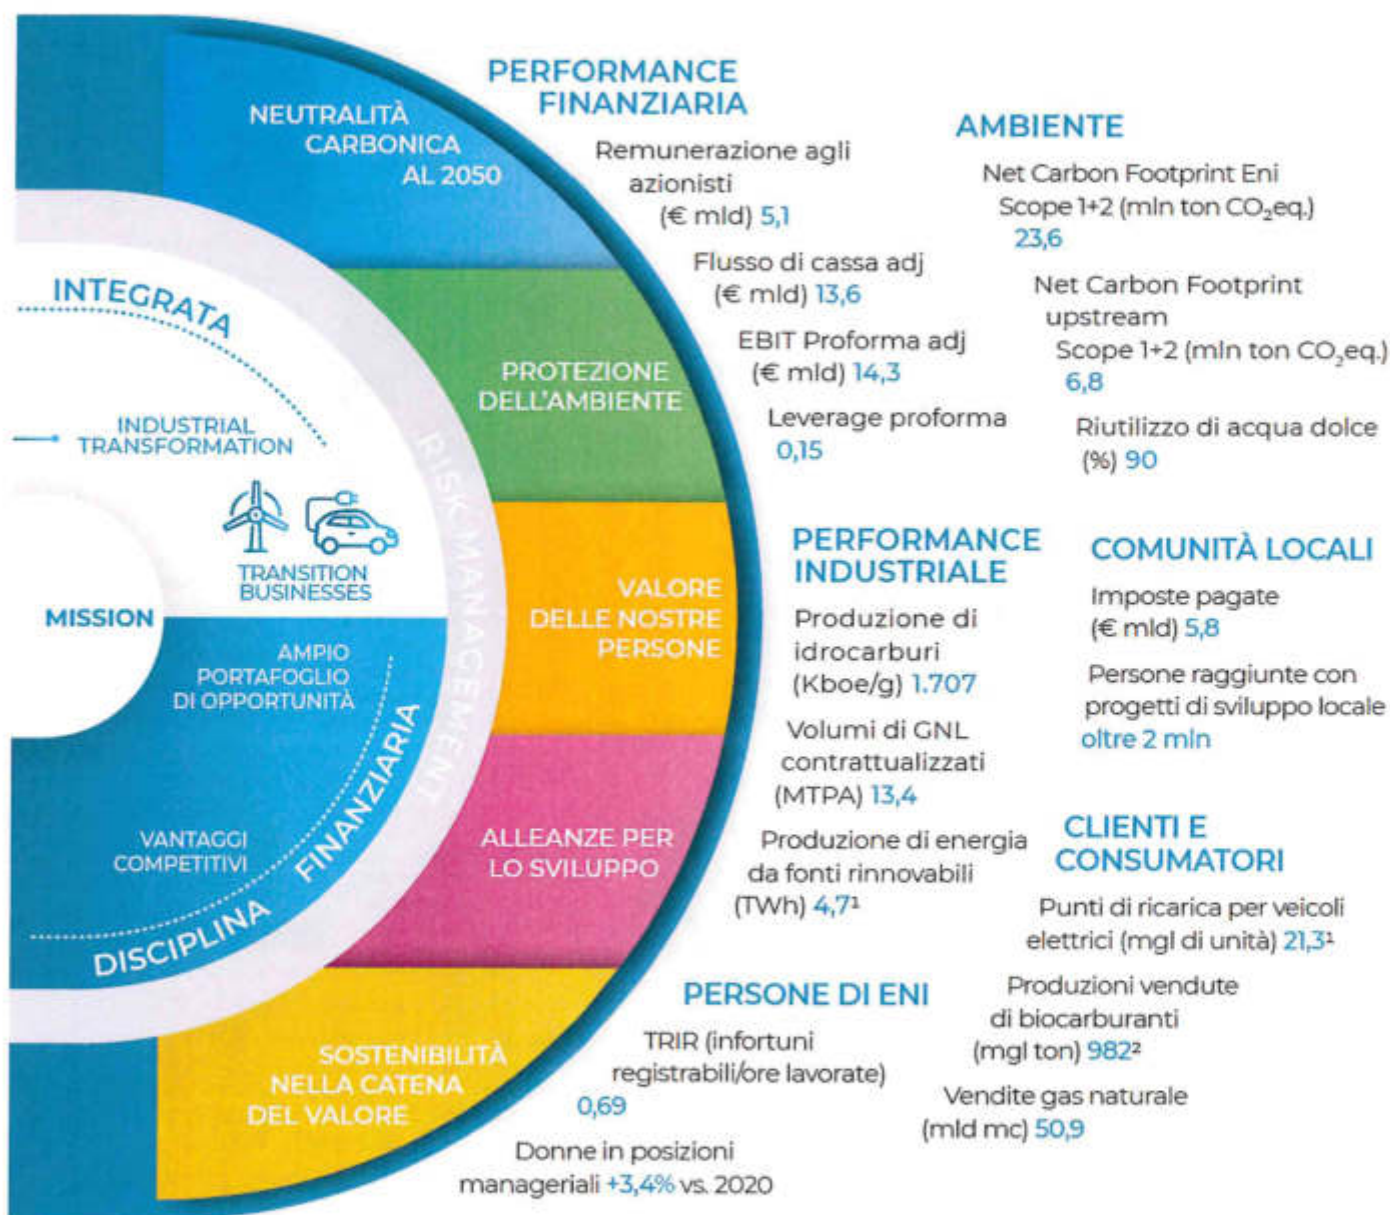 NEUTRALITÀ
CARBONICA
AL 2050
INTEGRATA
INDUSTRIAL
TRANSFORMATION
TRANSITION
BUSINESSES
MISSION
AMPIO
PORTAFOGLIO
DI OPPORTUNITÀ
VANTAGGI
COMPETITIVI
DISCIPLINA FINANZIARIA
RISK MANAGEMENT
PROTEZIONE
DELL'AMBIENTE
VALORE
DELLE NOSTRE
PERSONE
ALLEANZE PER
LO SVILUPPO
SOSTENIBILITÀ
NELLA CATENA
DEL VALORE
PERFORMANCE
FINANZIARIA
Remunerazione agli
azionisti
(€ mld) 5,1
Flusso di cassa adj
(€ mld) 13,6
EBIT Proforma adj
(€ mld) 14,3
Leverage proforma
0,15
AMBIENTE
Net Carbon Footprint Eni
Scope 1+2 (mln ton CO₂eq.)
23,6
Net Carbon Footprint
upstream
Scope 1+2 (mln ton CO₂eq.)
6,8
Riutilizzo di acqua dolce
(%) 90
PERFORMANCE
INDUSTRIALE
Produzione di
idrocarburi
(Kboe/g) 1.707
Volumi di GNL
contrattualizzati
(MTPA) 13,4
Produzione di energia
da fonti rinnovabili
(TWh) 4,7¹
COMUNITÀ LOCALI
Imposte pagate
(€ mld) 5,8
Persone raggiunte con
progetti di sviluppo locale
oltre 2 mln
CLIENTI E
CONSUMATORI
Punti di ricarica per veicoli
elettrici (mgl di unità) 21,3¹
Produzioni vendute
di biocarburanti
(mgl ton) 982²
Vendite gas naturale
(mld mc) 50,9
PERSONE DI ENI
TRIR (infortuni
registrabili/ore lavorate)
0,69
Donne in posizioni
manageriali +3,4% vs. 2020